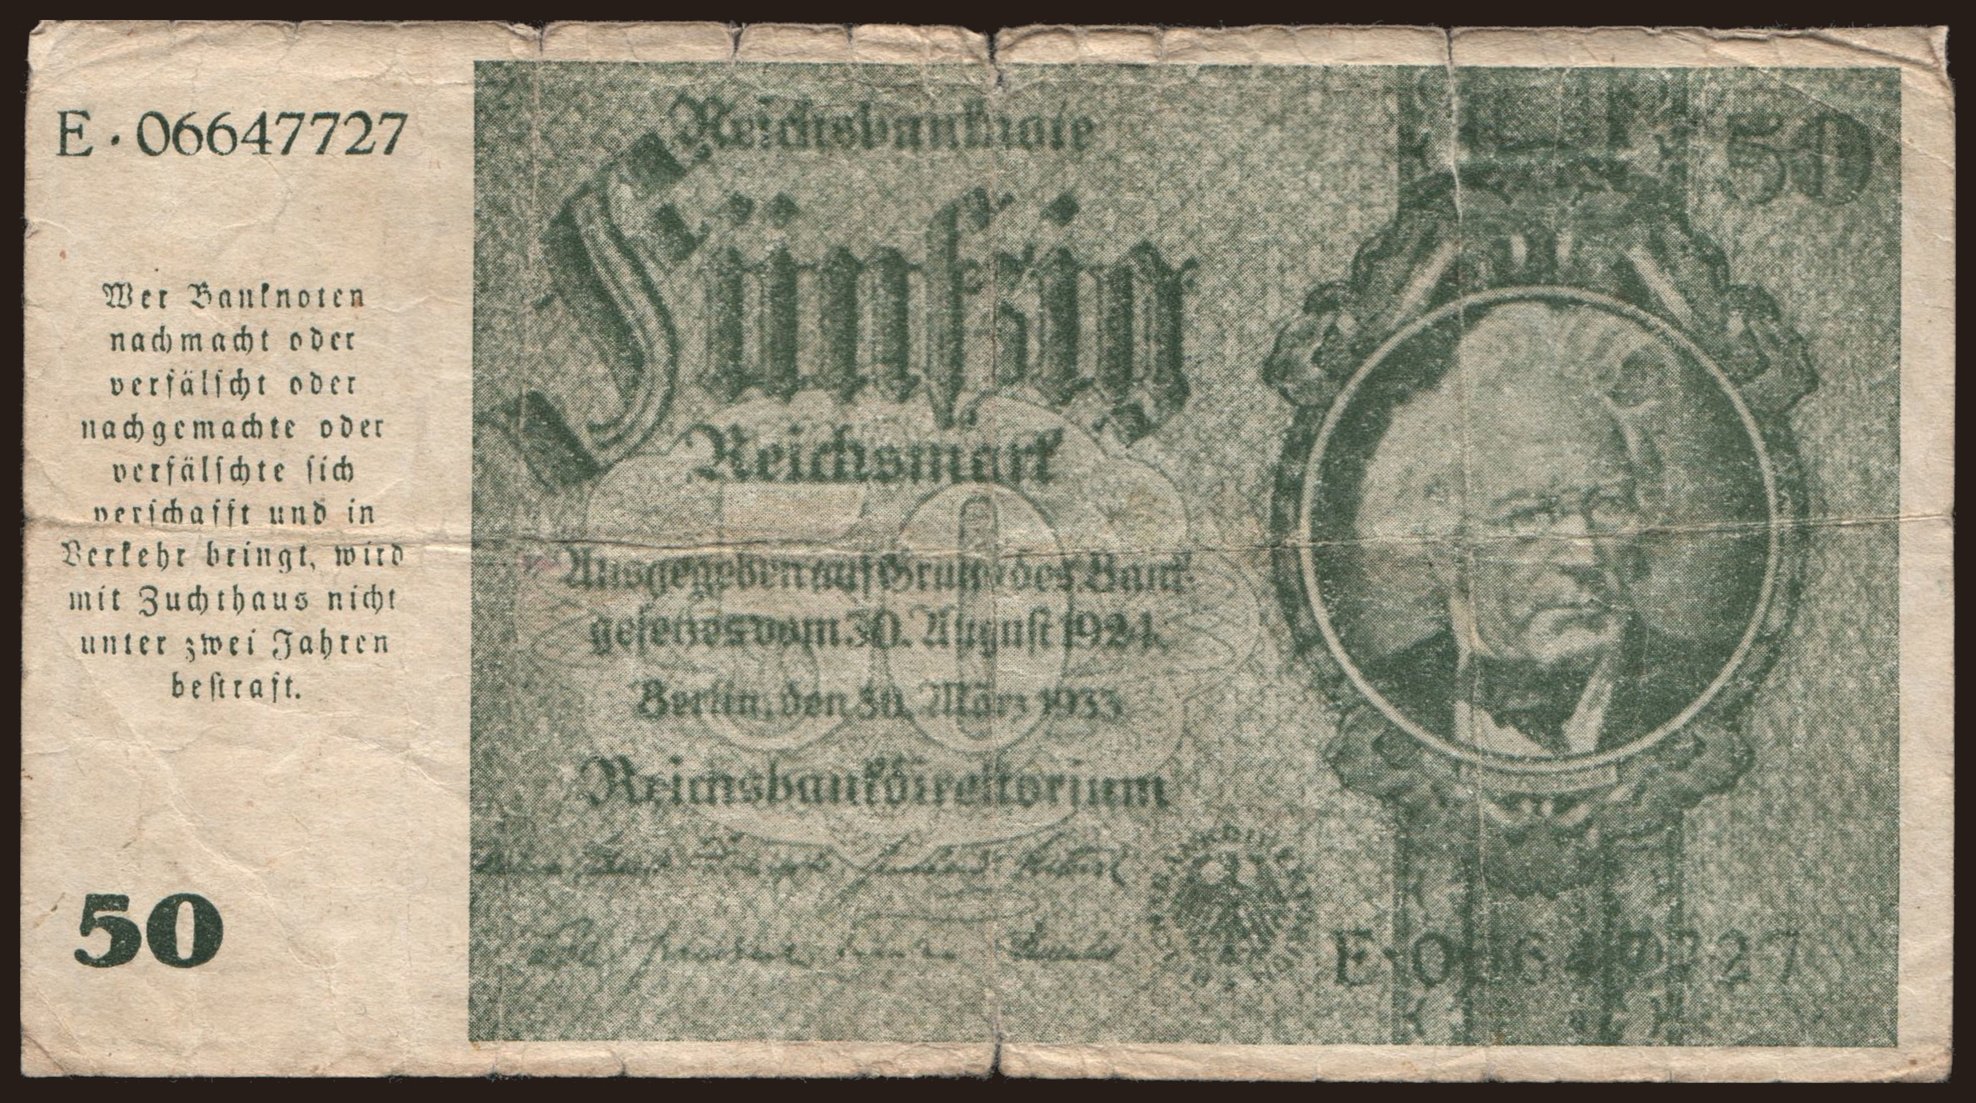 E·06647727
Wer Banknoten
nachmacht oder
verfälscht oder
nachgemachte oder
verfälschte sich
verschafft und in
Verkehr bringt, wird
mit Zuchthaus nicht
unter zwei Jahren
bestraft.
50
Reichsbanknote
50
Fünfzig
Reichsmark
50
Ausgegeben auf Grund des Bank-
gesetzes vom 30. August 1924.
Berlin, den 30. März 1933
Reichsbankdirektorium
E·06647727